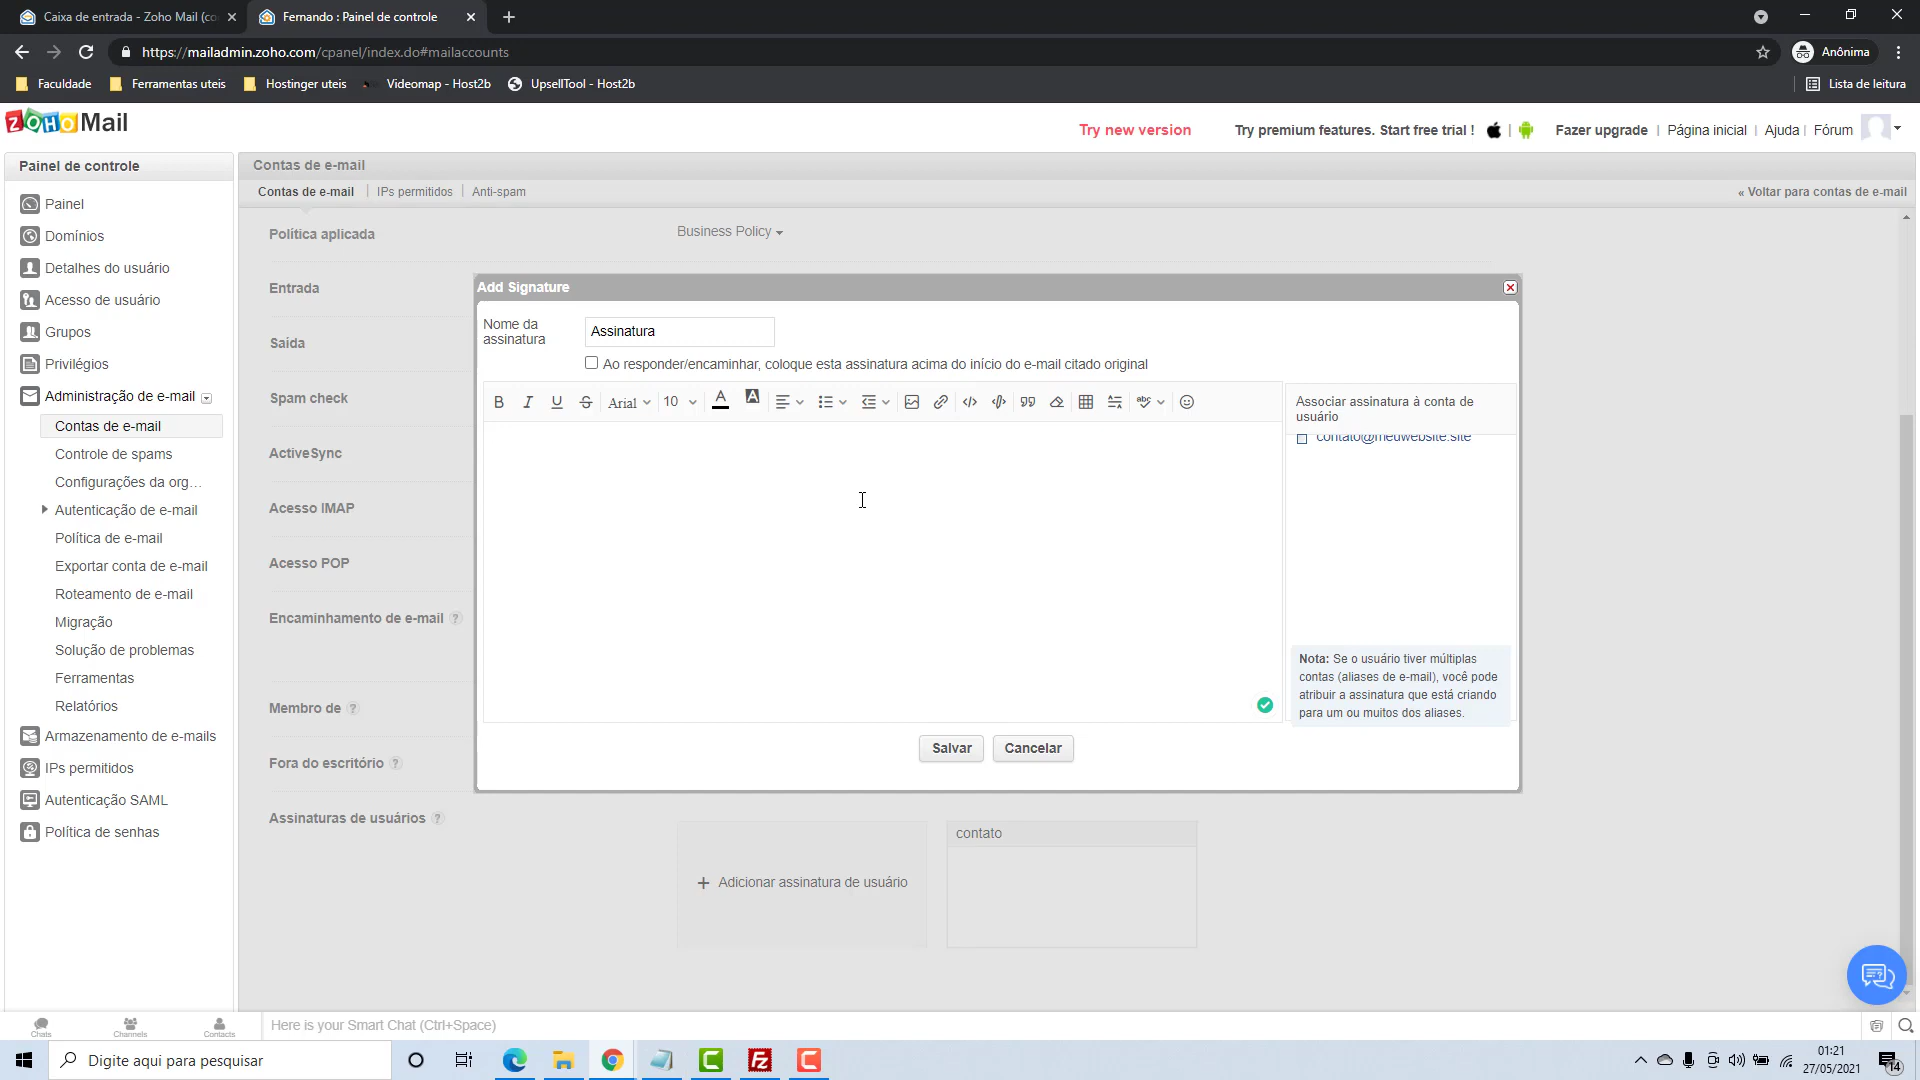 Caixa de entrada - Zoho Mail (co
Fernando : Painel de controle
https://mailadmin.zoho.com/cpanel/index.do#mailaccounts
Anônima
Faculdade
Ferramentas uteis
Hostinger uteis
Videomap - Host2b
UpsellTool - Host2b
Lista de leitura
ZOHO Mail
Try new version
Try premium features. Start free trial !
Fazer upgrade | Página inicial | Ajuda | Fórum
Painel de controle
Painel
Domínios
Detalhes do usuário
Acesso de usuário
Grupos
Privilégios
Administração de e-mail
Contas de e-mail
Controle de spams
Configurações da org…
Autenticação de e-mail
Política de e-mail
Exportar conta de e-mail
Roteamento de e-mail
Migração
Solução de problemas
Ferramentas
Relatórios
Armazenamento de e-mails
IPs permitidos
Autenticação SAML
Política de senhas
Contas de e-mail
Contas de e-mail | IPs permitidos | Anti-spam
« Voltar para contas de e-mail
Política aplicada
Business Policy
Entrada
Saída
Spam check
ActiveSync
Acesso IMAP
Acesso POP
Encaminhamento de e-mail ?
Membro de ?
Fora do escritório ?
Assinaturas de usuários ?
Add Signature
Nome da
assinatura
Assinatura
Ao responder/encaminhar, coloque esta assinatura acima do início do e-mail citado original
Arial
10
Associar assinatura à conta de
usuário
contato@meuwebsite.site
Nota: Se o usuário tiver múltiplas
contas (aliases de e-mail), você pode
atribuir a assinatura que está criando
para um ou muitos dos aliases.
Salvar
Cancelar
+ Adicionar assinatura de usuário
contato
Chats
Channels
Contacts
Here is your Smart Chat (Ctrl+Space)
Digite aqui para pesquisar
01:21
27/05/2021
14